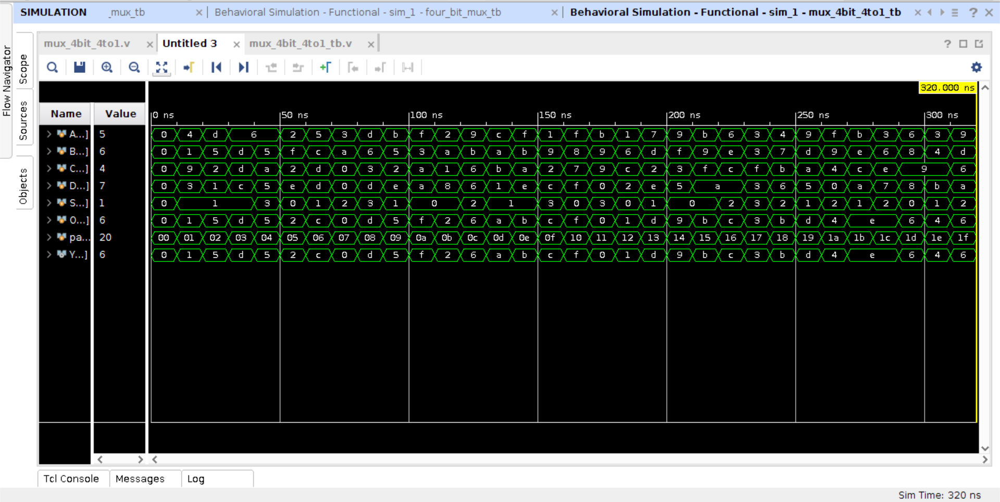 SIMULATION _mux_tb × Behavioral Simulation - Functional - sim_1 - four_bit_mux_tb × Behavioral Simulation - Functional - sim_1 - mux_4bit_4to1_tb × ? ×
Flow Navigator
Scope
Sources
Objects
mux_4bit_4to1.v × Untitled 3 × mux_4bit_4to1_tb.v × ?
320.000 ns
Name Value 0 ns 50 ns 100 ns 150 ns 200 ns 250 ns 300 ns
A...] 5 0 4 d 6 2 5 3 d b f 2 9 c f 1 f b 1 7 9 b 6 3 4 9 f b 3 6 3 9
B...] 6 0 1 5 d 5 f c a 6 5 3 a b a b 9 8 9 6 d f 9 e 3 7 d 9 e 6 8 4 d
C...] 4 0 9 2 d a 2 d 0 3 2 a 1 6 b a 2 7 9 c 2 3 f c f b a 4 c e 9 6
D...] 7 0 3 1 c 5 e d 0 d e a 8 6 1 e c f 0 2 e 5 a 3 6 5 0 a 7 8 b a
S...] 1 0 1 3 0 1 2 3 1 0 2 1 3 0 3 0 1 0 2 3 2 1 2 1 2 0 1 2
O...] 6 0 1 5 d 5 2 c 0 d 5 f 2 6 a b c f 0 1 d 9 b c 3 b d 4 e 6 4 6
pa... 20 00 01 02 03 04 05 06 07 08 09 0a 0b 0c 0d 0e 0f 10 11 12 13 14 15 16 17 18 19 1a 1b 1c 1d 1e 1f
Y...] 6 0 1 5 d 5 2 c 0 d 5 f 2 6 a b c f 0 1 d 9 b c 3 b d 4 e 6 4 6
Tcl Console Messages Log
Sim Time: 320 ns